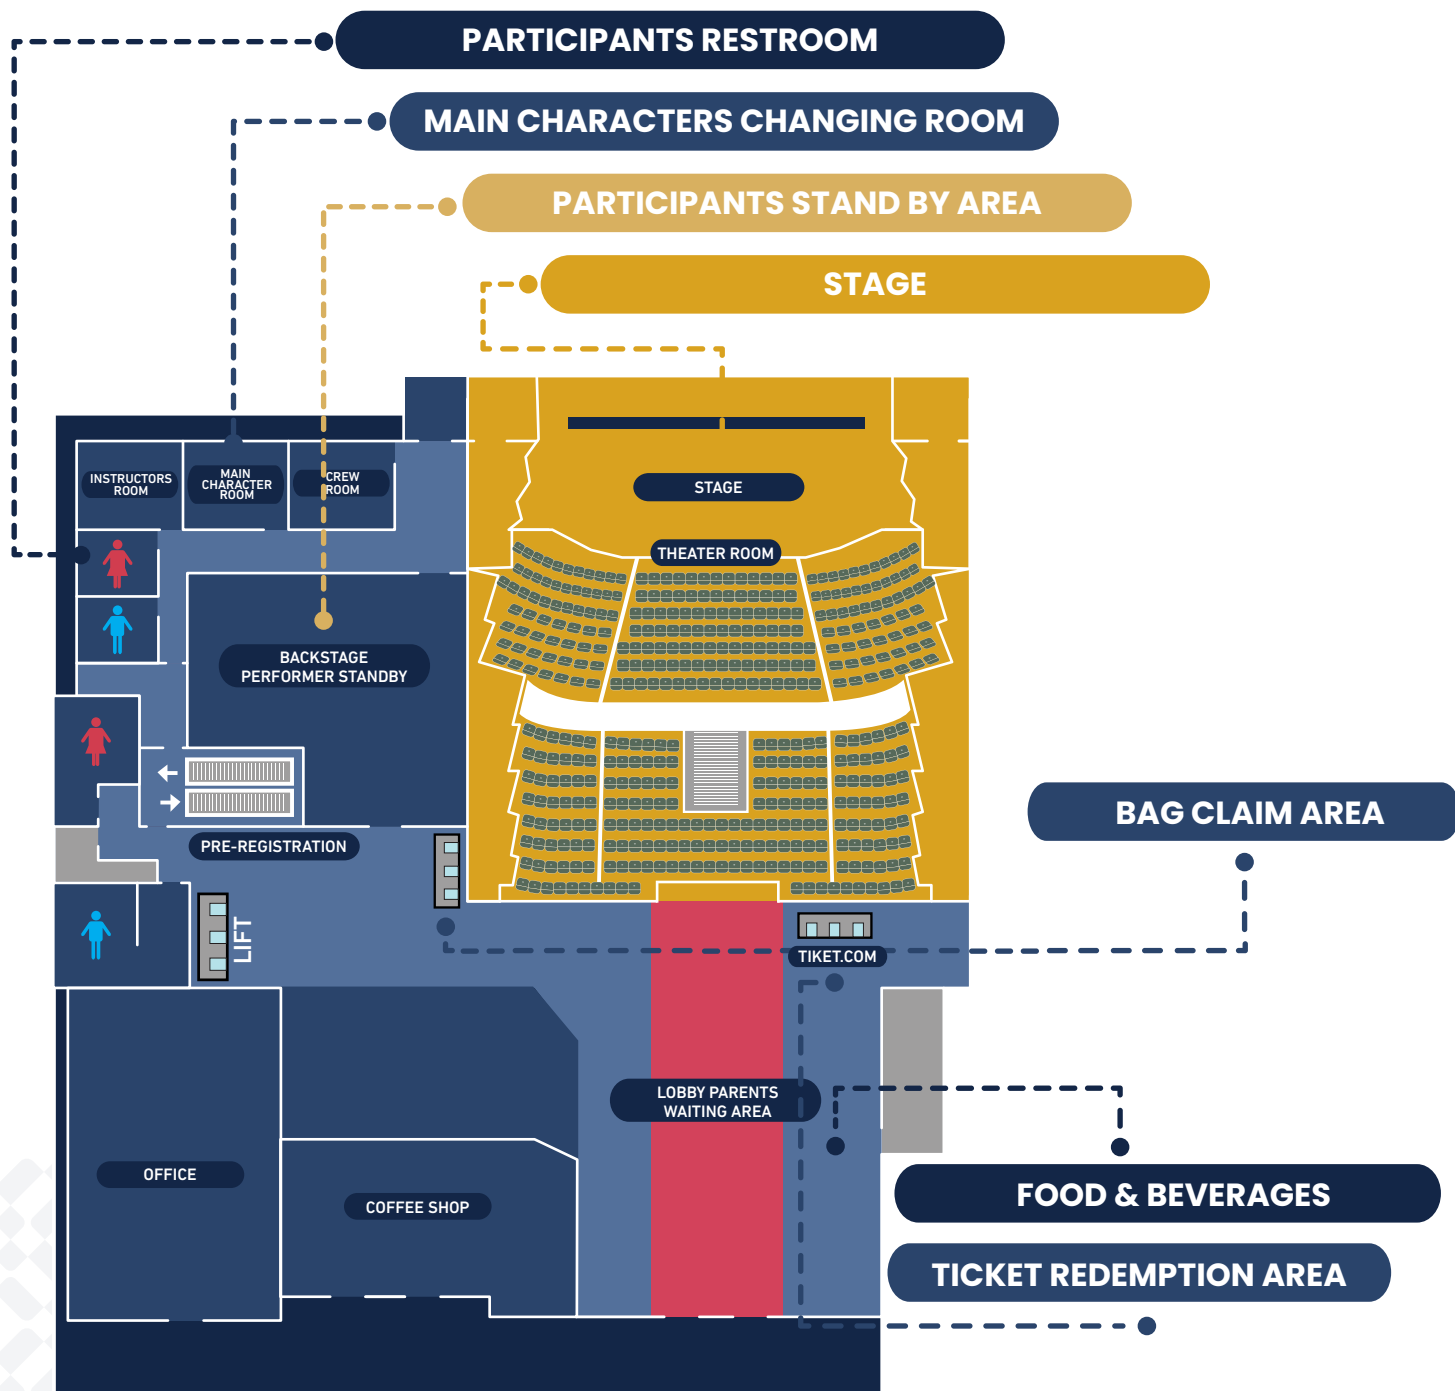 PARTICIPANTS RESTROOM
MAIN CHARACTERS CHANGING ROOM
PARTICIPANTS STAND BY AREA
STAGE
INSTRUCTORS
ROOM
MAIN
CHARACTER
ROOM
CREW
ROOM
STAGE
THEATER ROOM
BACKSTAGE
PERFORMER STANDBY
BAG CLAIM AREA
PRE-REGISTRATION
LIFT
TIKET.COM
LOBBY PARENTS
WAITING AREA
OFFICE
COFFEE SHOP
FOOD & BEVERAGES
TICKET REDEMPTION AREA